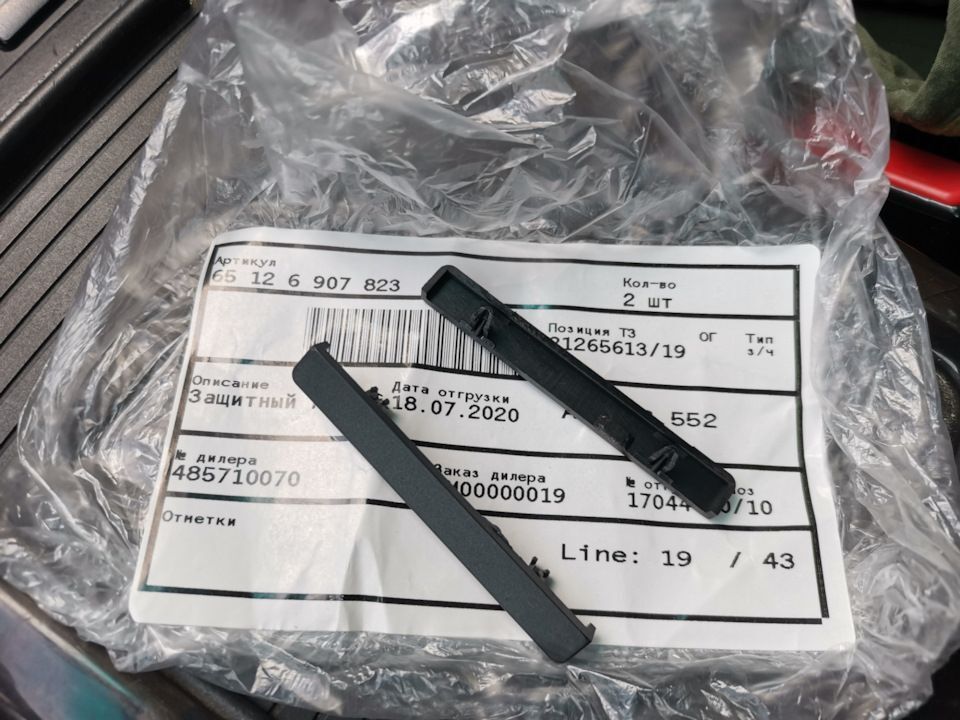 Артикул
65 12 6 907 823
Кол-во
2 шт
Позиция ТЗ
81265613/19
ОГ
Тип
з/ч
Описание
Защитный
Дата отгрузки
18.07.2020
552
№ дилера
485710070
Заказ дилера
00000019
17044
/10
Отметки
Line: 19 / 43